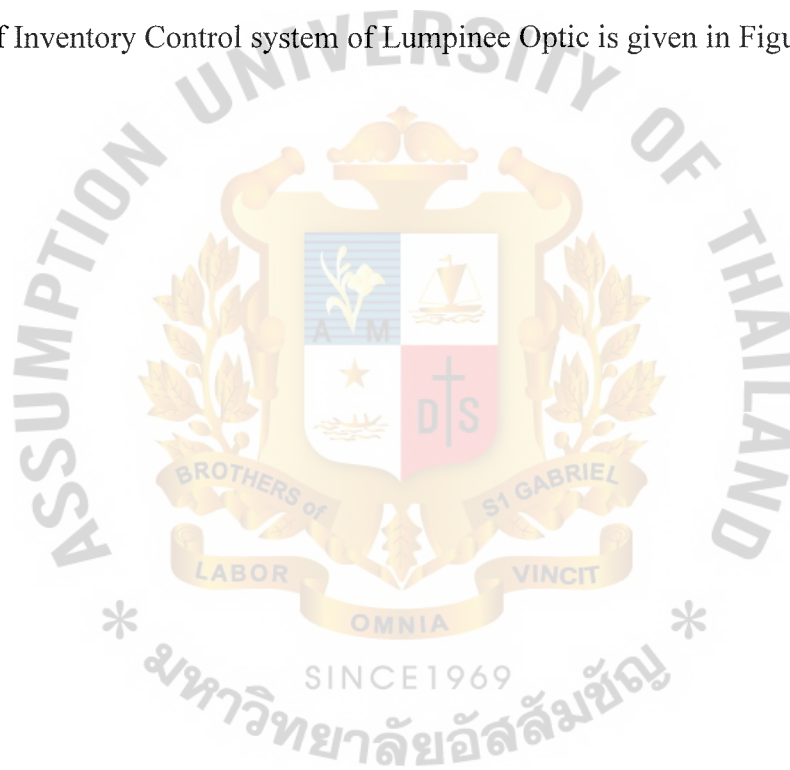 f Inventory Control system of Lumpinee Optic is given in Figu
ASSUMPTION UNIVERSITY OF THAILAND
A M
D S
BROTHERS of
S1 GABRIEL
LABOR
VINCIT
OMNIA
SINCE1969
* มหาวิทยาลัยอัสสัมชัญ *